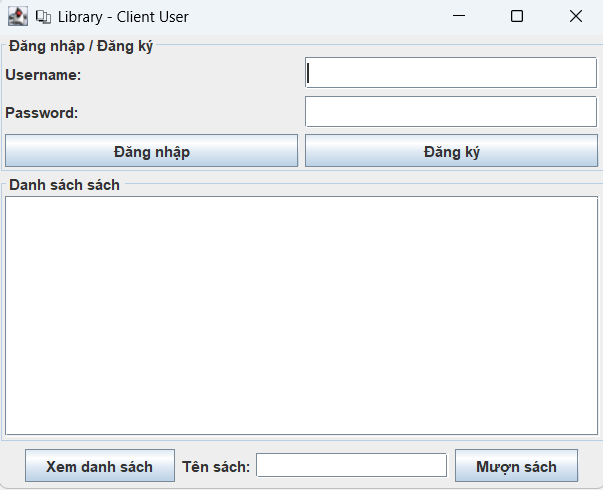 Library - Client User
Đăng nhập / Đăng ký
Username:
Password:
Đăng nhập Đăng ký
Danh sách sách
Xem danh sách Tên sách: Mượn sách